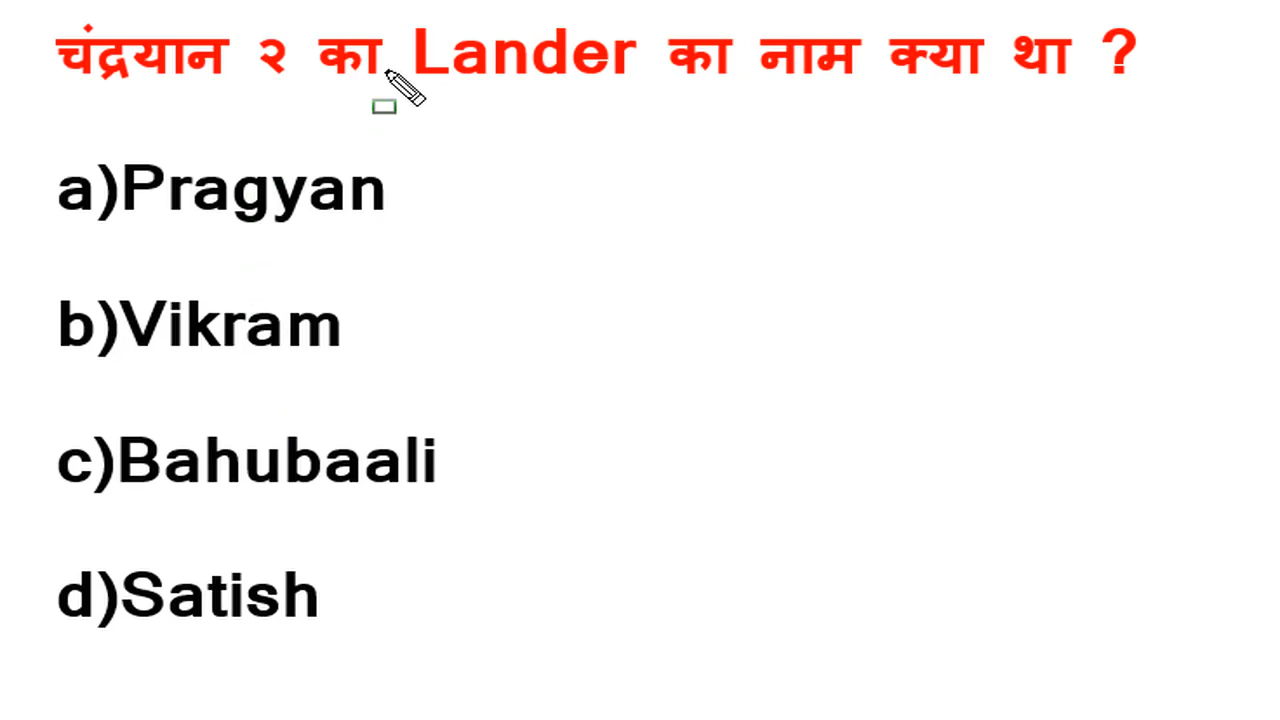 चंद्रयान २ का Lander का नाम क्या था ?
a)Pragyan
b)Vikram
c)Bahubaali
d)Satish